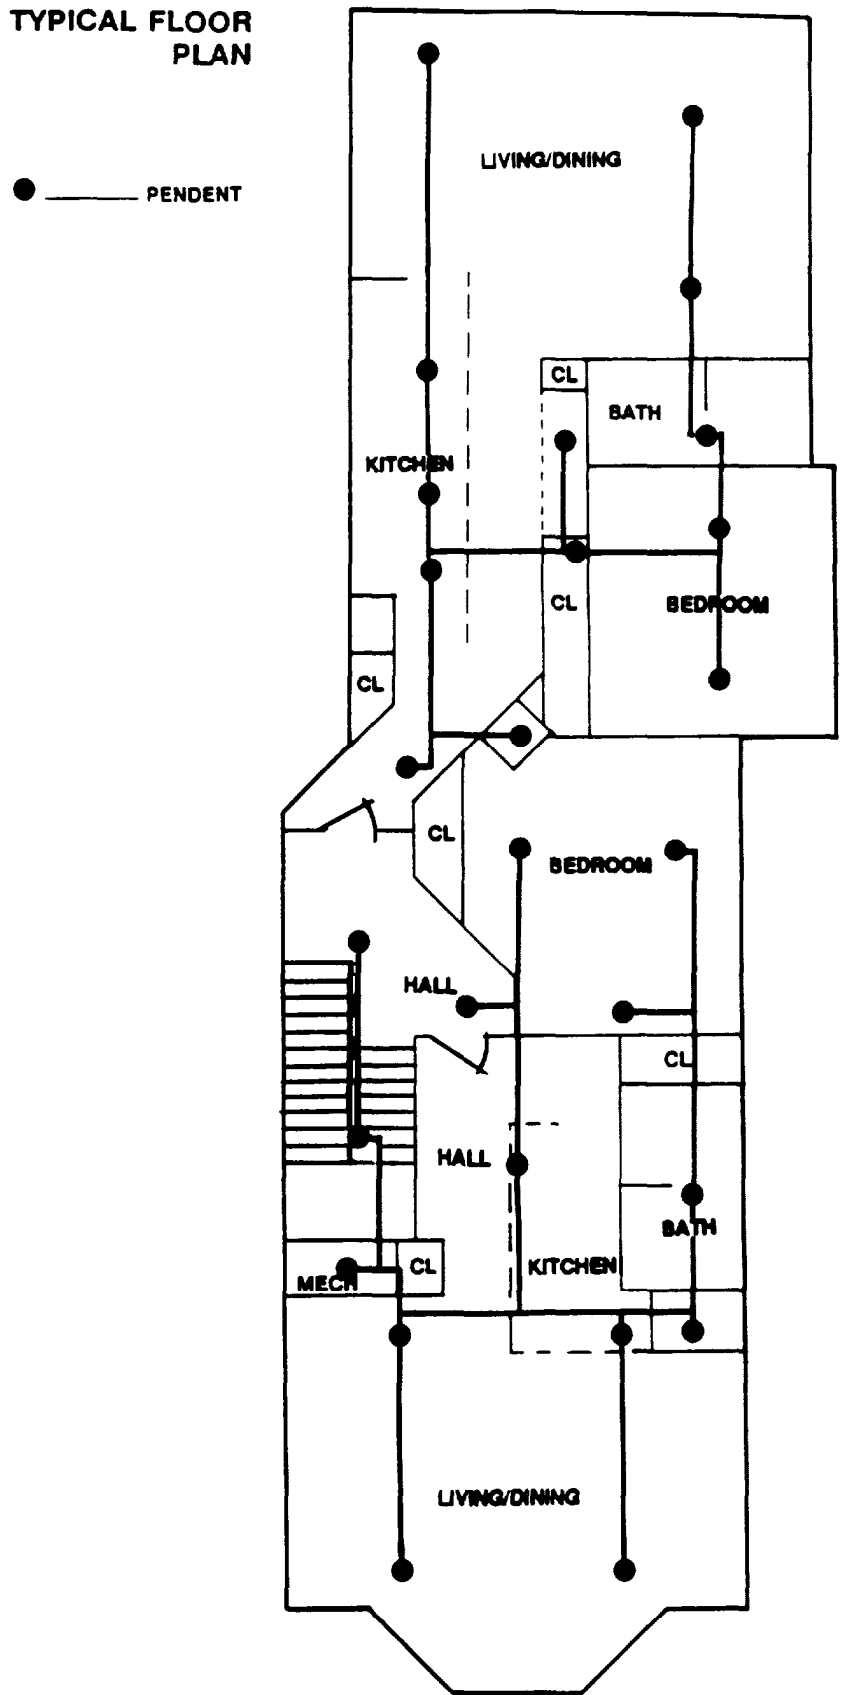 TYPICAL FLOOR
PLAN
PENDENT
LIVING/DINING
CL
BATH
KITCHEN
CL
BEDROOM
CL
CL
BEDROOM
HALL
CL
HALL
BATH
KITCHEN
CL
MECH
LIVING/DINING